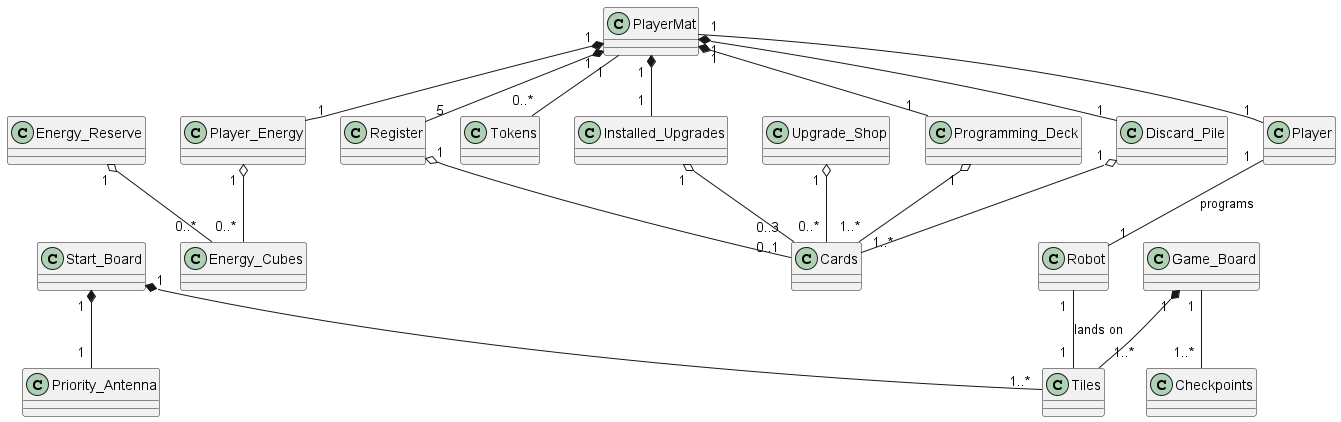 C PlayerMat
1
1
1
1
1
1
1
0..*
1
5
1
1
1
1
C Energy_Reserve
C Player_Energy
C Register
C Tokens
C Installed_Upgrades
C Upgrade_Shop
C Programming_Deck
C Discard_Pile
C Player
1
1
1
1
1
1
1
1
programs
0..*
0..*
0..3
0..*
1..*
1..*
0..1
1
C Start_Board
C Energy_Cubes
C Cards
C Robot
C Game_Board
1
1
1
1
1
lands on
1
1..*
1
1..*
1..*
C Priority_Antenna
C Tiles
C Checkpoints